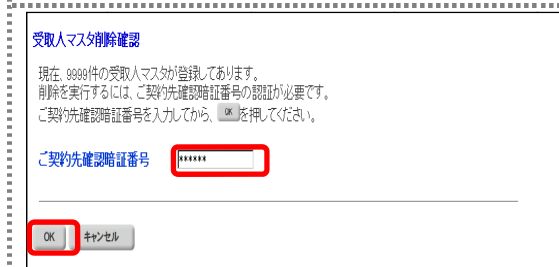 受取人マスタ削除確認
現在、9999件の受取人マスタが登録してあります。
削除を実行するには、ご契約先確認暗証番号の認証が必要です。
ご契約先確認暗証番号を入力してから、 OK を押してください。
ご契約先確認暗証番号 ******
OK キャンセル